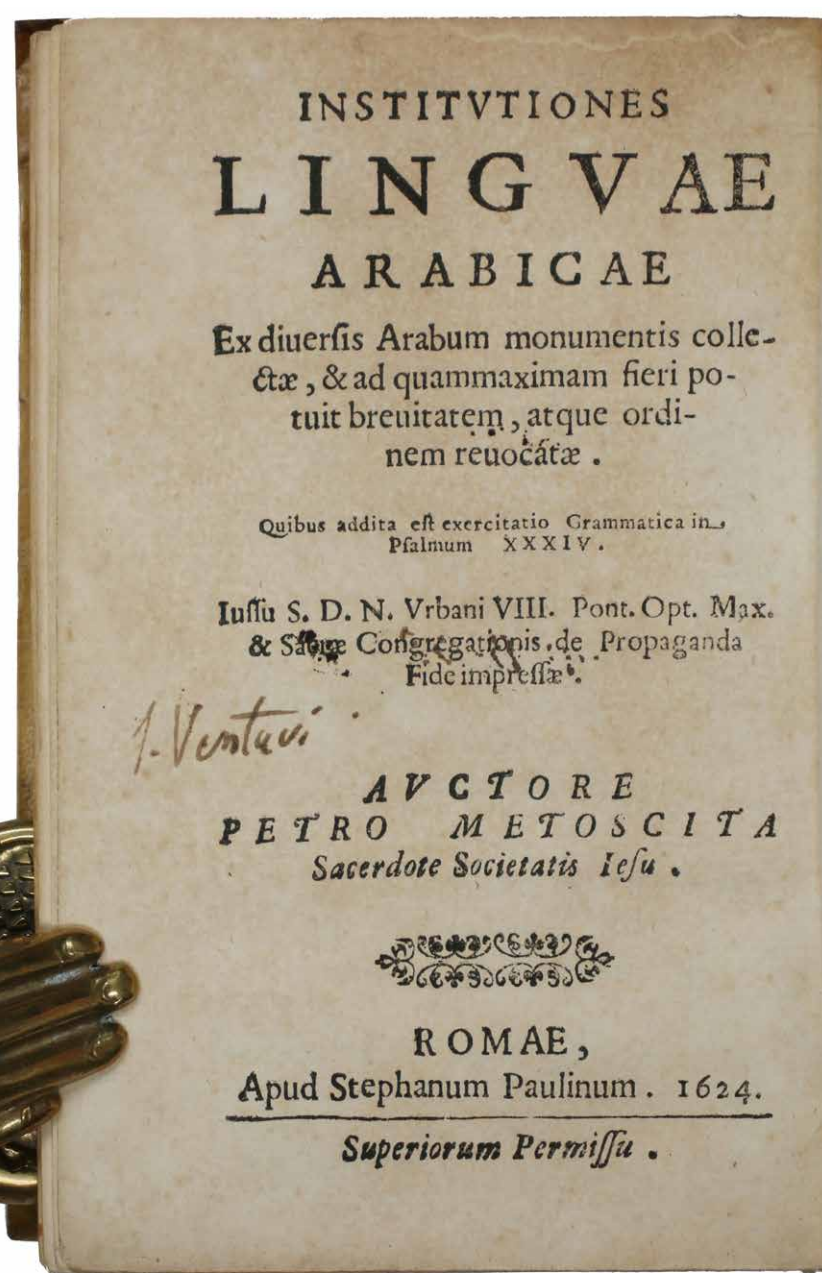 INSTITVTIONES
LINGVAE
ARABICAE
Ex diuerſis Arabum monumentis colle-
ctæ, & ad quammaximam fieri po-
tuit breuitatem, atque ordi-
nem reuocátæ.
Quibus addita eſt exercitatio Grammatica in
Pſalmum XXXIV.
Iuſſu S. D. N. Vrbani VIII. Pont. Opt. Max.
& Sacræ Congregationis de Propaganda
Fide impreſſæ.
J. Ventuvi
AVCTORE
PETRO METOSCITA
Sacerdote Societatis Ieſu.
ROMAE,
Apud Stephanum Paulinum. 1624.
Superiorum Permiſſu.